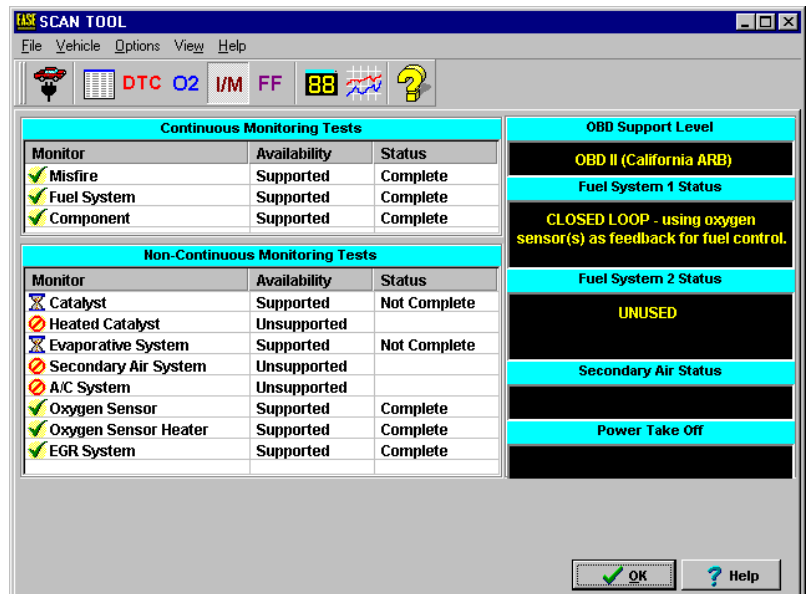 EASE SCAN TOOL
File Vehicle Options View Help
DTC O2 I/M FF 88
Continuous Monitoring Tests
Monitor Availability Status
Misfire Supported Complete
Fuel System Supported Complete
Component Supported Complete
Non-Continuous Monitoring Tests
Monitor Availability Status
Catalyst Supported Not Complete
Heated Catalyst Unsupported
Evaporative System Supported Not Complete
Secondary Air System Unsupported
A/C System Unsupported
Oxygen Sensor Supported Complete
Oxygen Sensor Heater Supported Complete
EGR System Supported Complete
OBD Support Level
OBD II (California ARB)
Fuel System 1 Status
CLOSED LOOP - using oxygen
sensor(s) as feedback for fuel control.
Fuel System 2 Status
UNUSED
Secondary Air Status
Power Take Off
OK
? Help